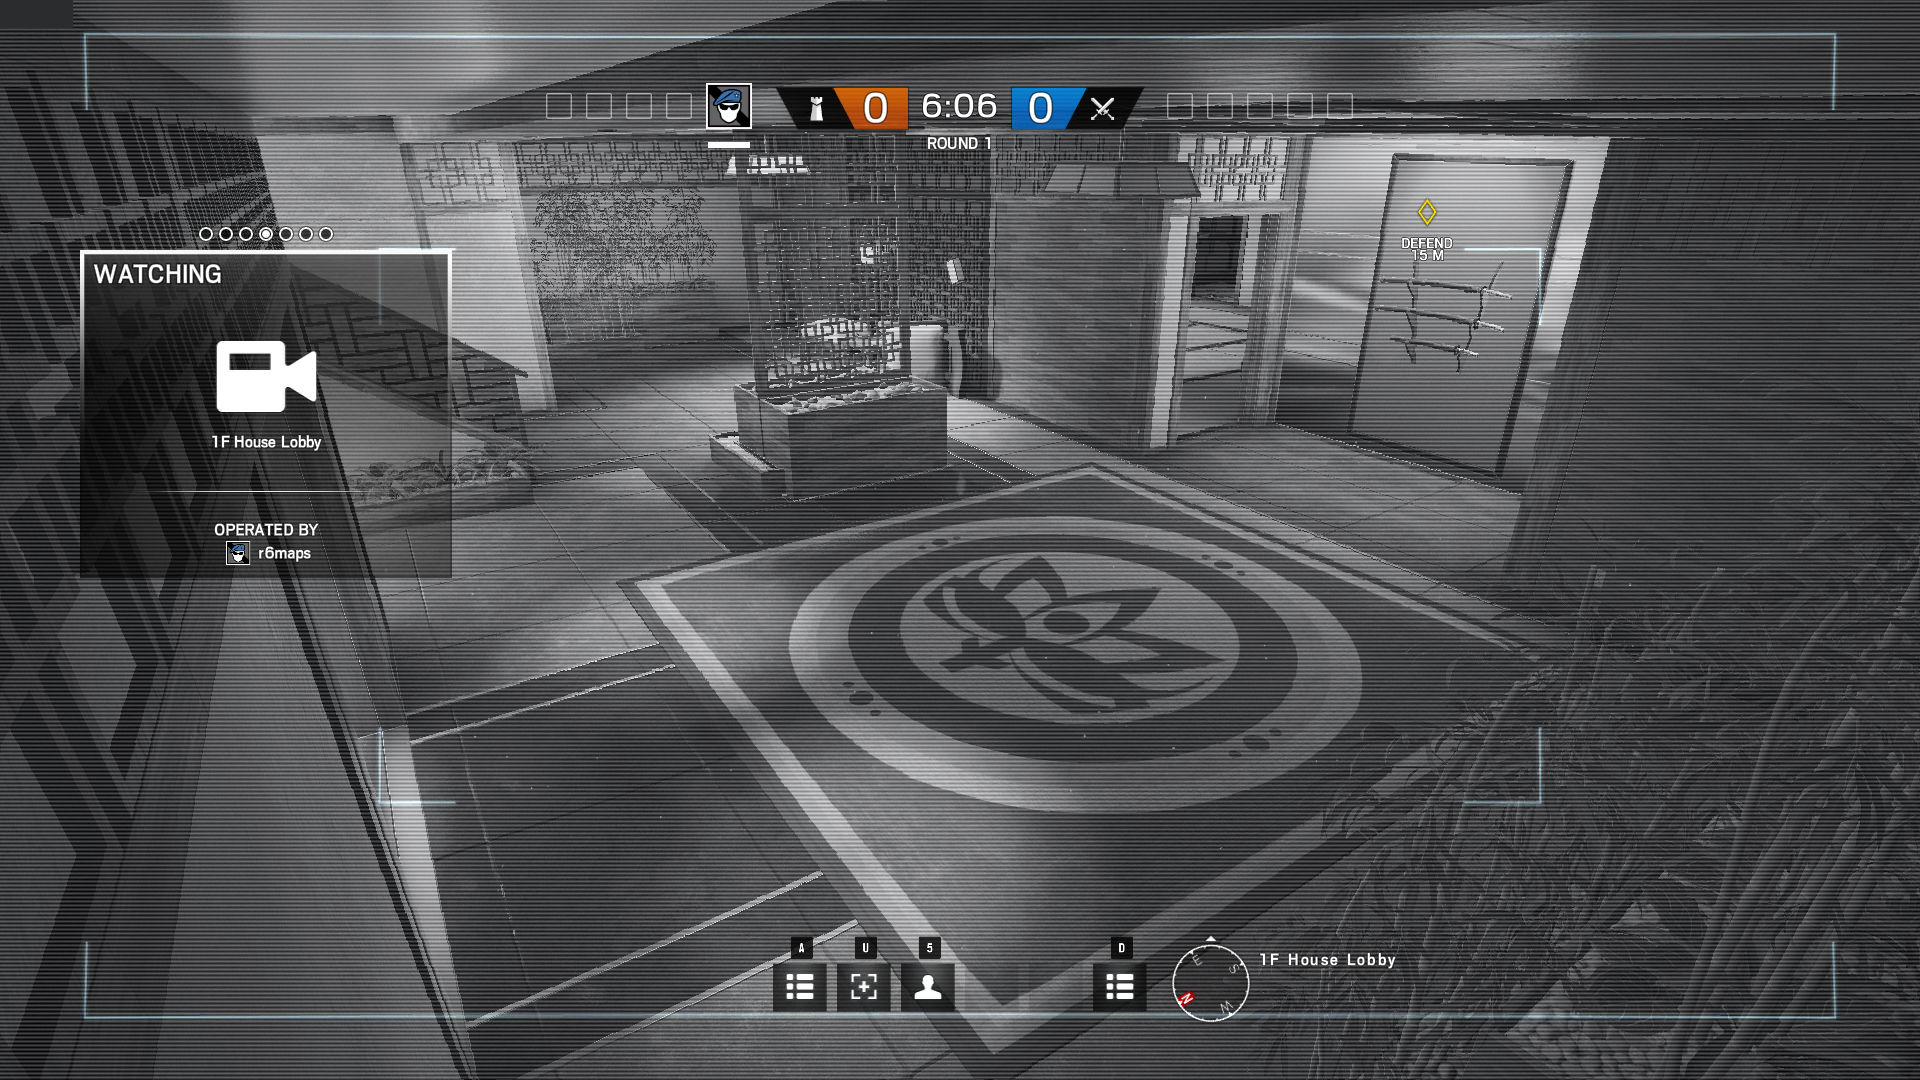 0 6:06 0
ROUND 1
DEFEND
15 M
WATCHING
1F House Lobby
OPERATED BY
r6maps
A U 5 D
E S
N W
1F House Lobby